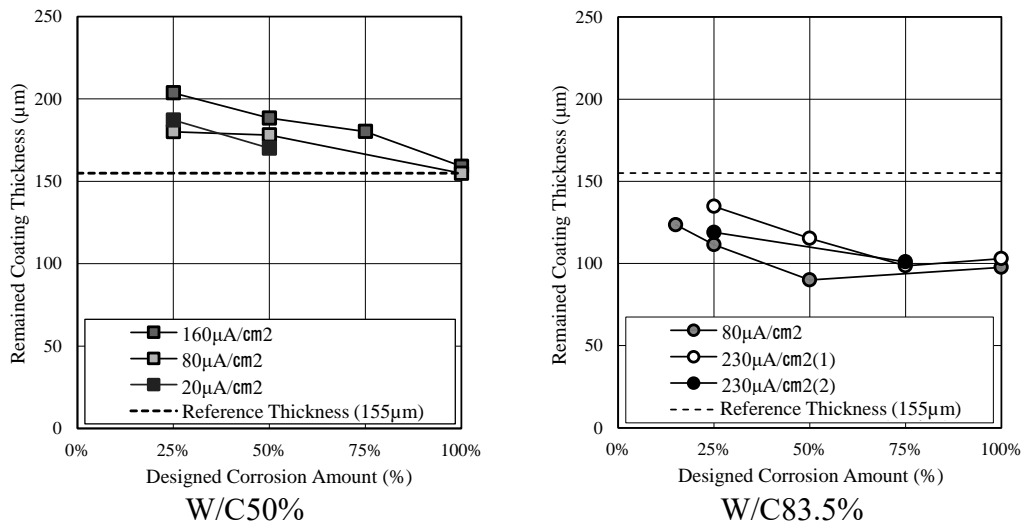 Remained Coating Thickness (μm)
250
200
150
100
50
0
160μA/㎝2
80μA/㎝2
20μA/㎝2
Reference Thickness (155μm)
0%
25%
50%
75%
100%
Designed Corrosion Amount (%)
W/C50%
Remained Coating Thickness (μm)
250
200
150
100
50
0
80μA/㎝2
230μA/㎝2(1)
230μA/㎝2(2)
Reference Thickness (155μm)
0%
25%
50%
75%
100%
Designed Corrosion Amount (%)
W/C83.5%